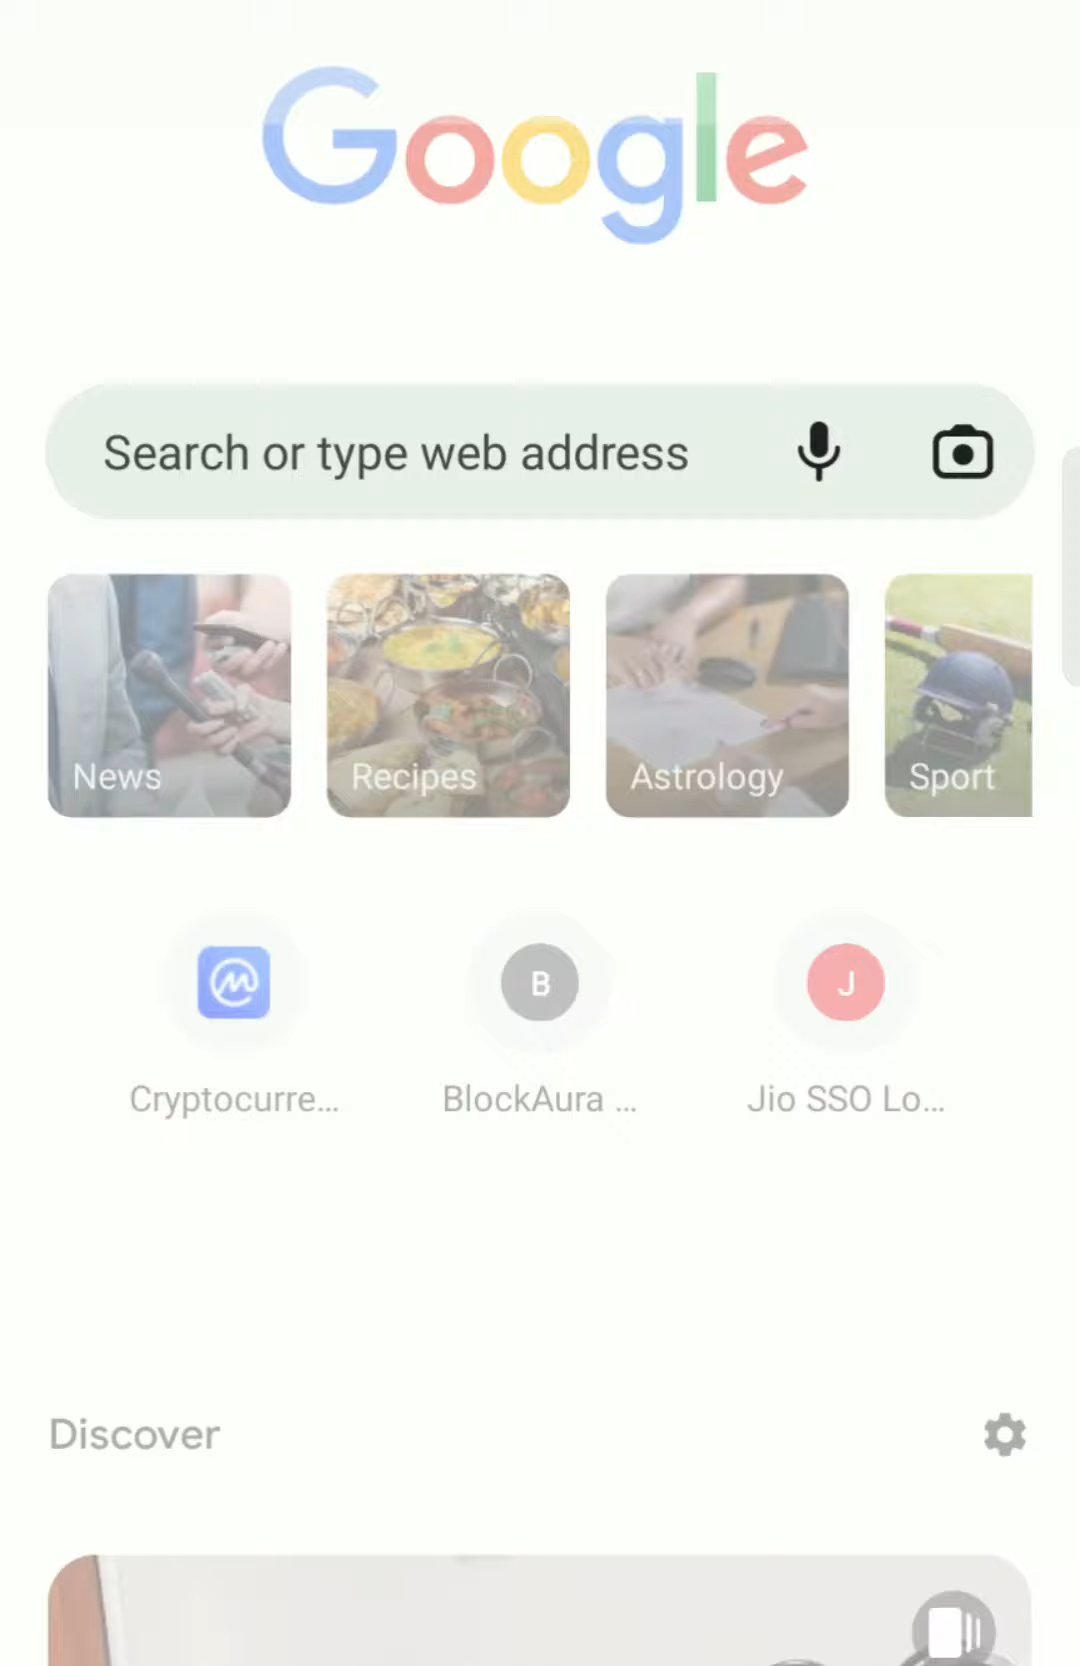 Google
Search or type web address
News
Recipes
Astrology
Sport
B
J
Cryptocurre...
BlockAura ...
Jio SSO Lo...
Discover